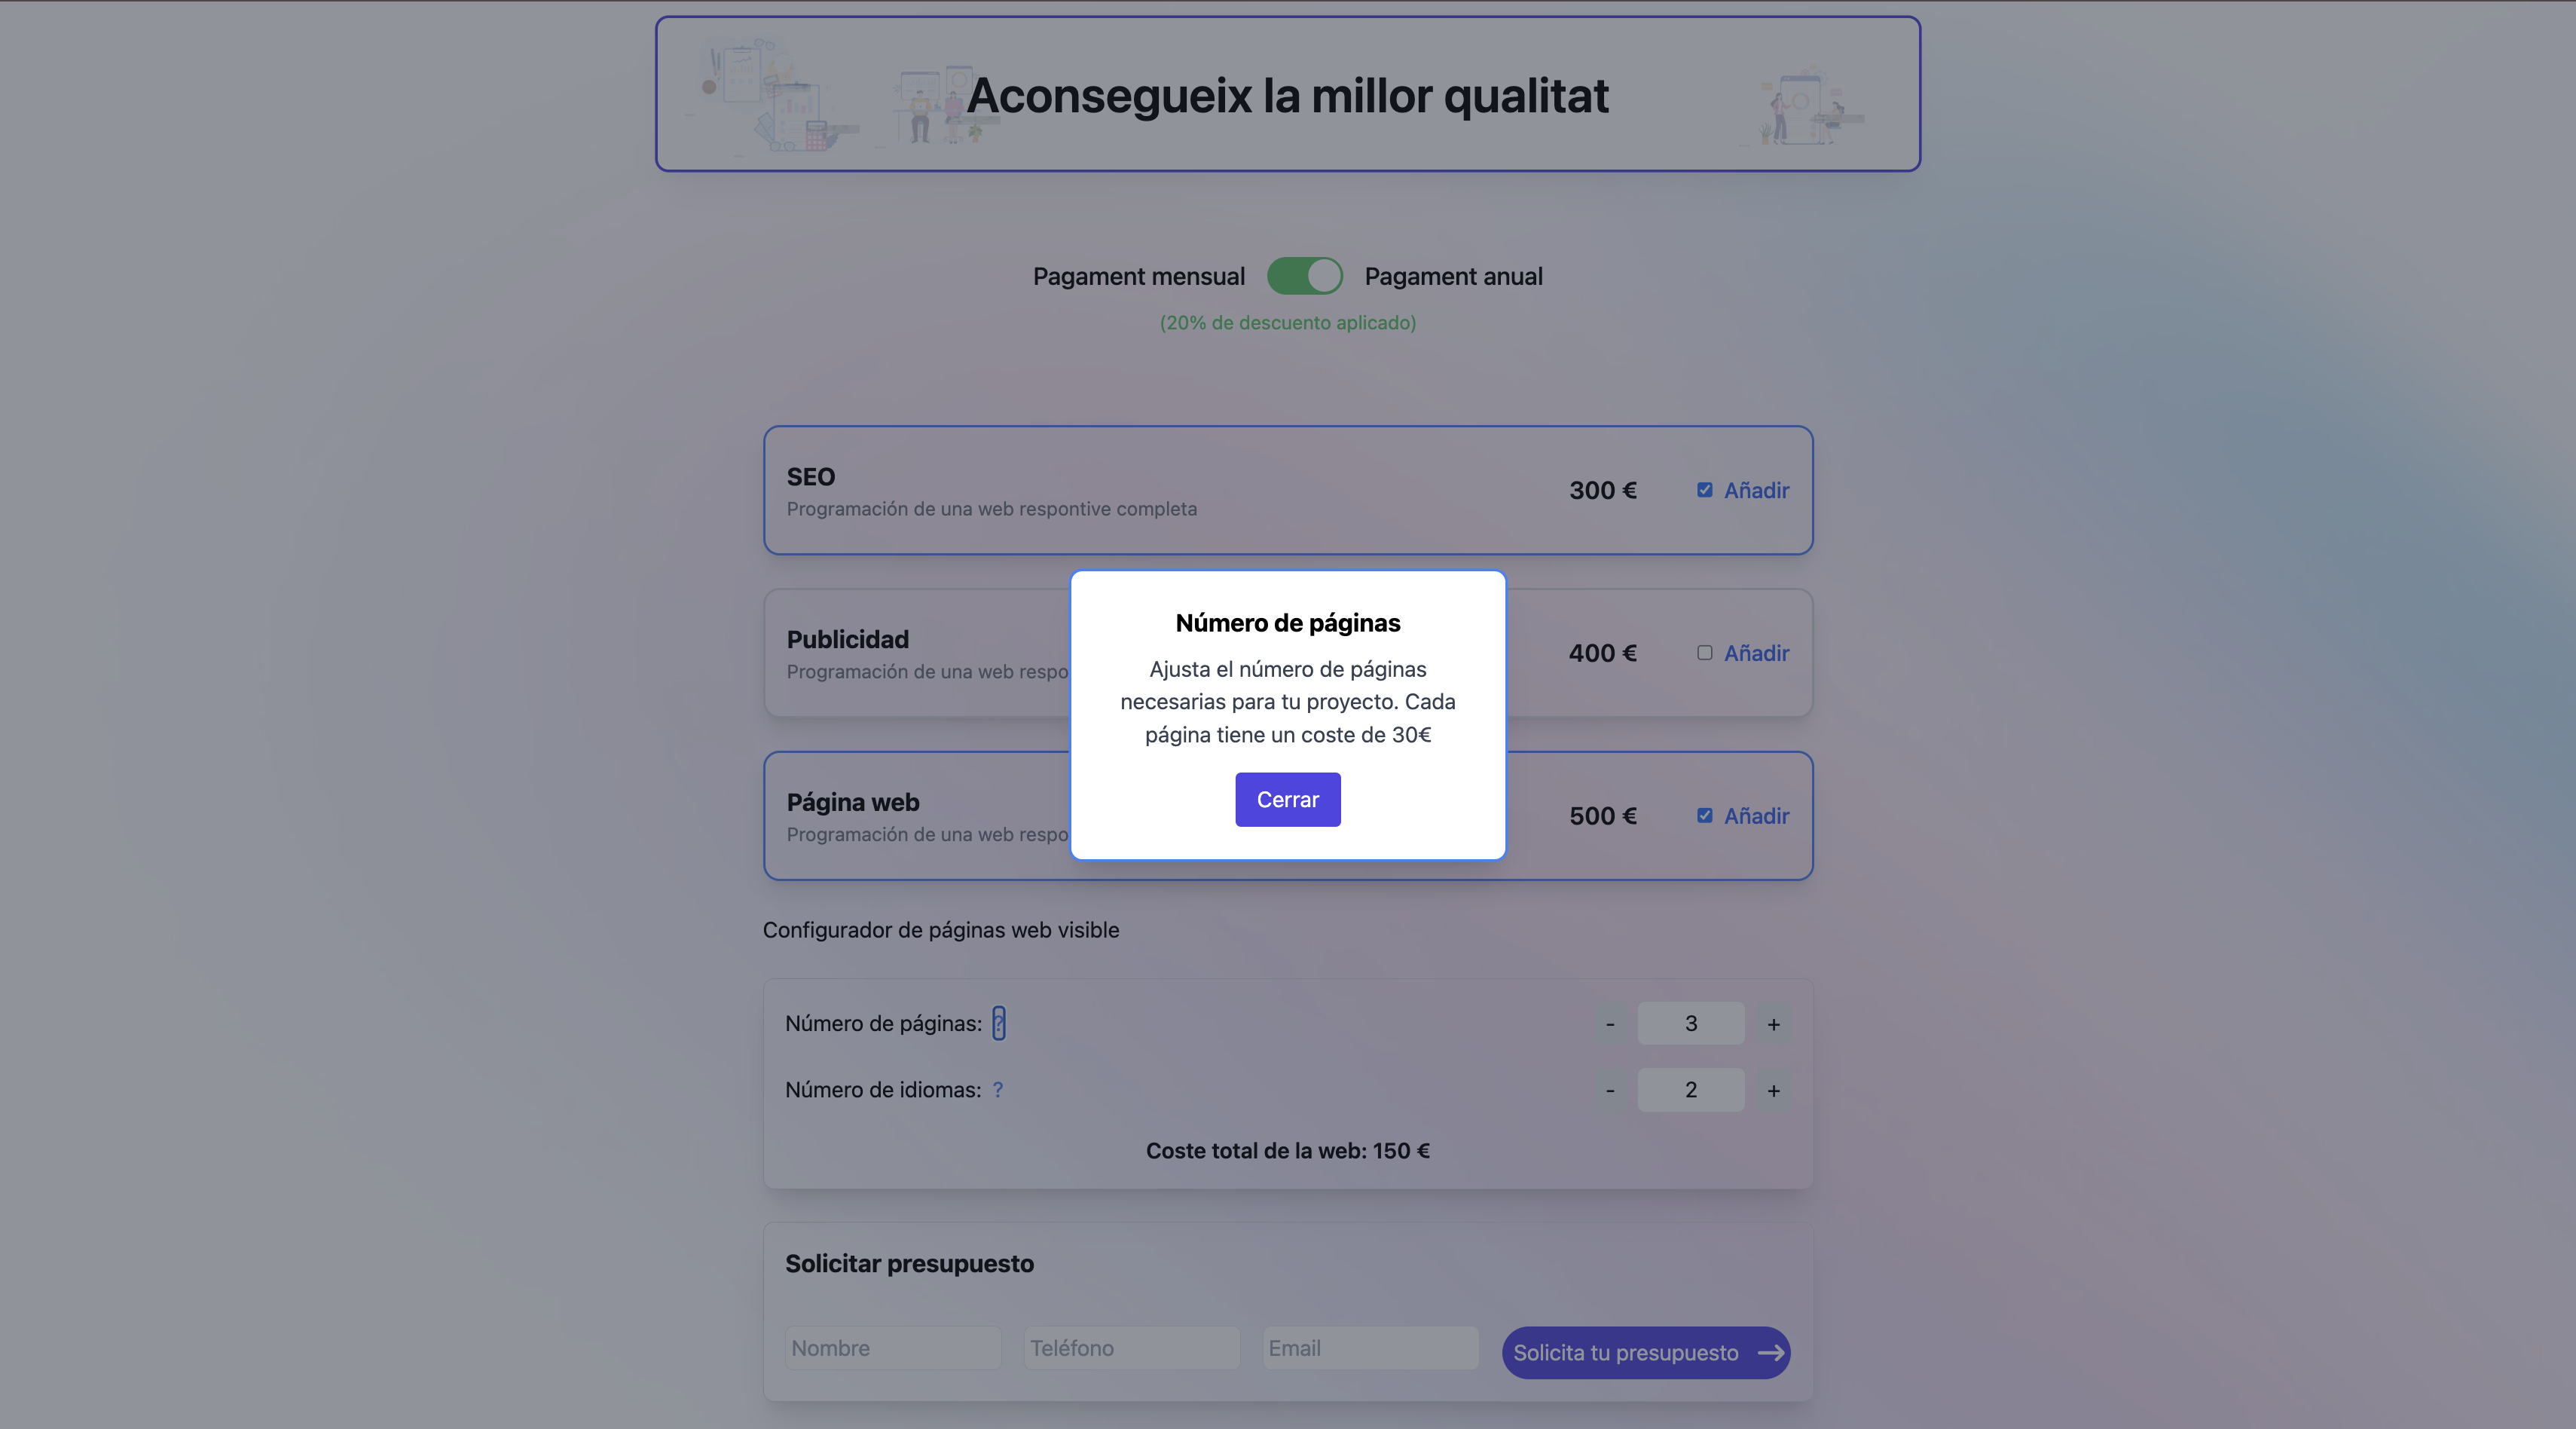 Aconsegueix la millor qualitat
Pagament mensual Pagament anual
(20% de descuento aplicado)
SEO
Programación de una web respontive completa
300 €
Añadir
Publicidad
Programación de una web respo
400 €
Añadir
Página web
Programación de una web respo
500 €
Añadir
Número de páginas
Ajusta el número de páginas
necesarias para tu proyecto. Cada
página tiene un coste de 30€
Cerrar
Configurador de páginas web visible
Número de páginas: ? - 3 +
Número de idiomas: ? - 2 +
Coste total de la web: 150 €
Solicitar presupuesto
Nombre Teléfono Email Solicita tu presupuesto →